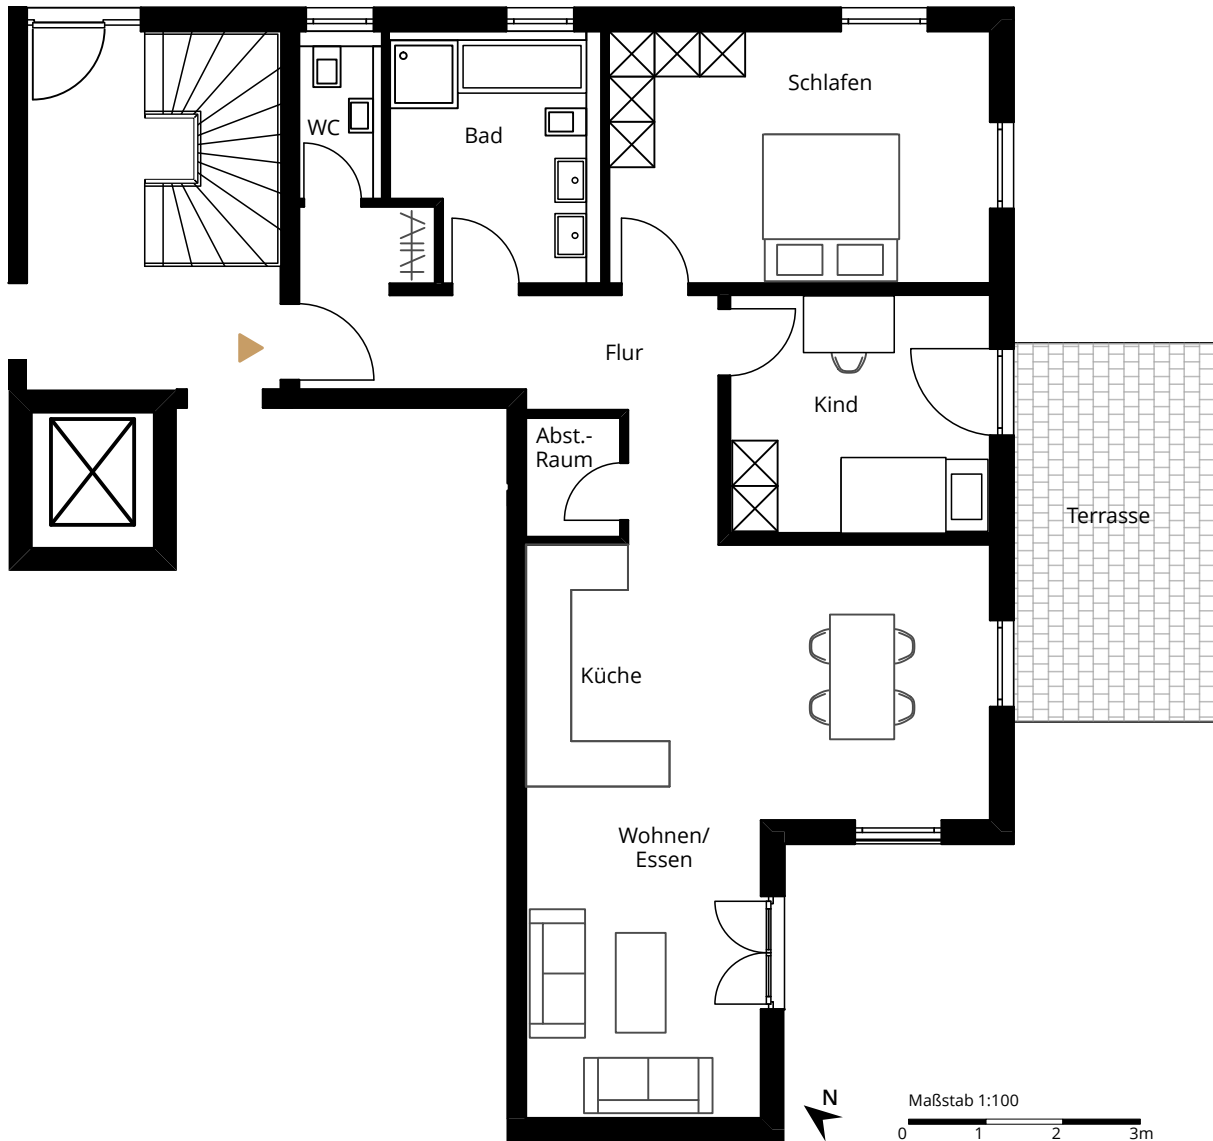 Schlafen
WC
Bad
Flur
Kind
Abst.-
Raum
Terrasse
Küche
Wohnen/
Essen
N
Maßstab 1:100
0 1 2 3m